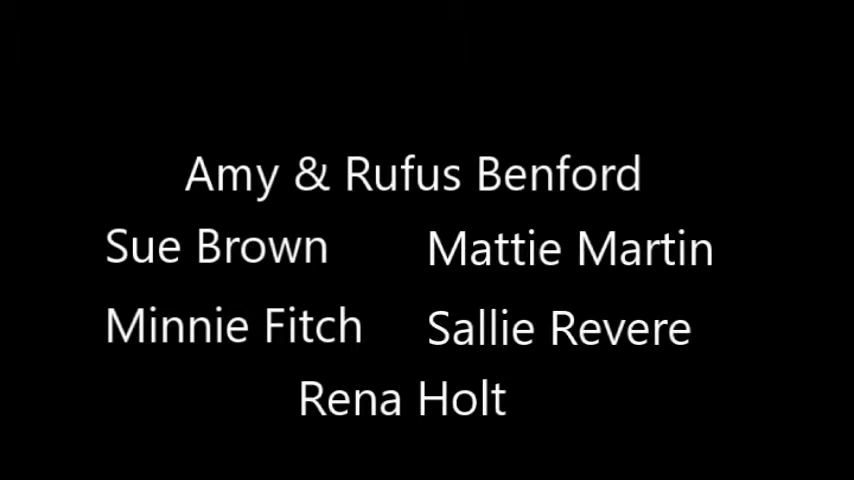 Amy & Rufus Benford
Sue Brown Mattie Martin
Minnie Fitch Sallie Revere
Rena Holt